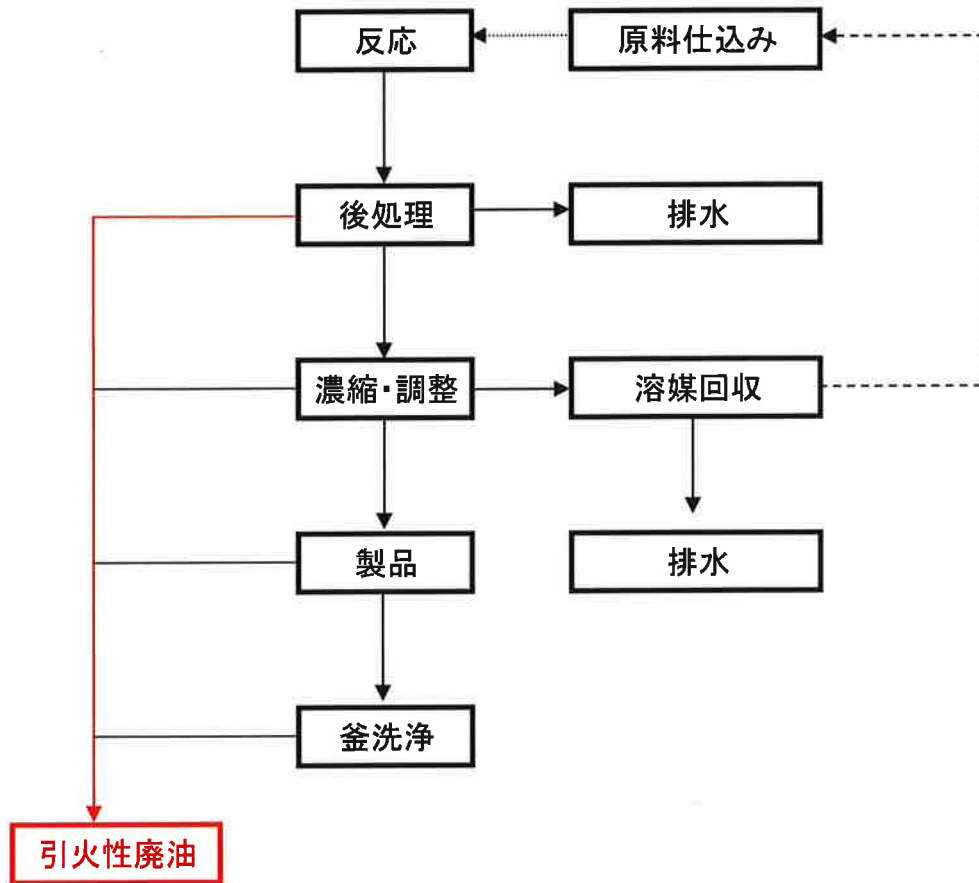 反応
原料仕込み
後処理
排水
濃縮・調整
溶媒回収
製品
排水
釜洗浄
引火性廃油